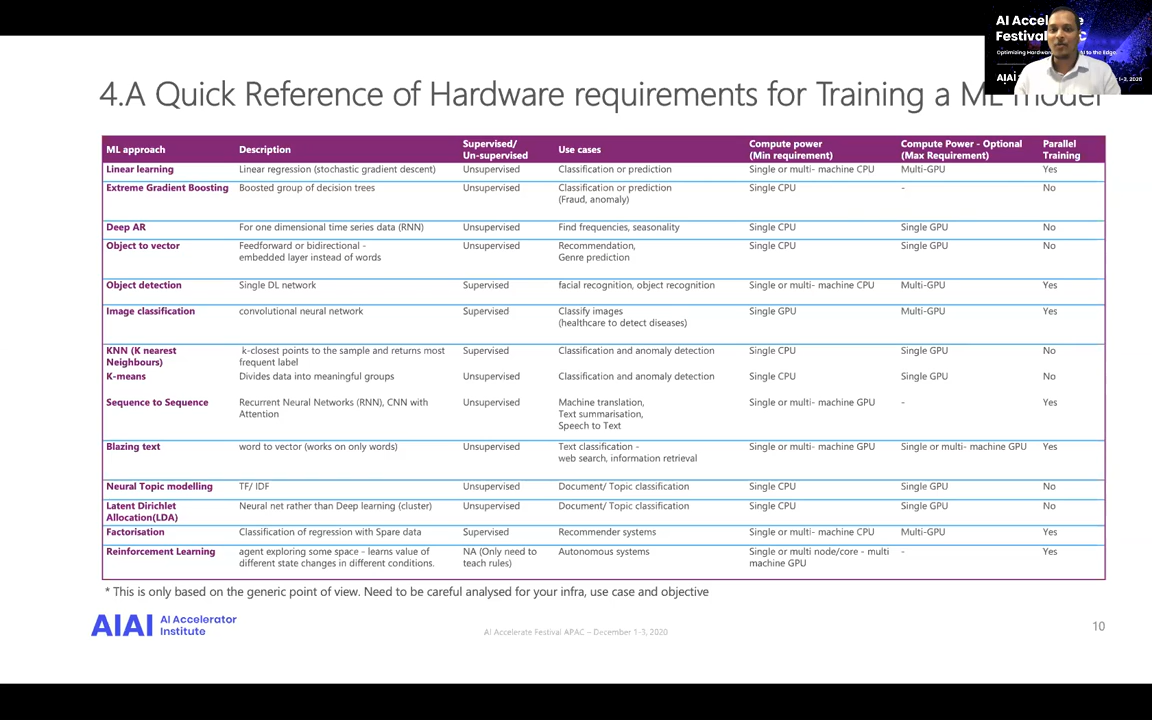 AI Accele e
Festiv C
Optimizing Hardw AI to the Edge
AIAI r 1-3, 2020
4.A Quick Reference of Hardware requirements for Training a ML model
ML approach Description Supervised/ Un-supervised Use cases Compute power (Min requirement) Compute Power - Optional (Max Requirement) Parallel Training
Linear learning Linear regression (stochastic gradient descent) Unsupervised Classification or prediction Single or multi- machine CPU Multi-GPU Yes
Extreme Gradient Boosting Boosted group of decision trees Unsupervised Classification or prediction (Fraud, anomaly) Single CPU - No
Deep AR For one dimensional time series data (RNN) Unsupervised Find frequencies, seasonality Single CPU Single GPU No
Object to vector Feedforward or bidirectional - embedded layer instead of words Unsupervised Recommendation, Genre prediction Single CPU Single GPU No
Object detection Single DL network Supervised facial recognition, object recognition Single or multi- machine CPU Multi-GPU Yes
Image classification convolutional neural network Supervised Classify images (healthcare to detect diseases) Single GPU Multi-GPU Yes
KNN (K nearest Neighbours) k-closest points to the sample and returns most frequent label Supervised Classification and anomaly detection Single CPU Single GPU No
K-means Divides data into meaningful groups Unsupervised Classification and anomaly detection Single CPU Single GPU No
Sequence to Sequence Recurrent Neural Networks (RNN), CNN with Attention Unsupervised Machine translation, Text summarisation, Speech to Text Single or multi- machine GPU - Yes
Blazing text word to vector (works on only words) Unsupervised Text classification - web search, information retrieval Single or multi- machine GPU Single or multi- machine GPU Yes
Neural Topic modelling TF/ IDF Unsupervised Document/ Topic classification Single CPU Single GPU No
Latent Dirichlet Allocation(LDA) Neural net rather than Deep learning (cluster) Unsupervised Document/ Topic classification Single CPU Single GPU No
Factorisation Classification of regression with Spare data Supervised Recommender systems Single or multi- machine CPU Multi-GPU Yes
Reinforcement Learning agent exploring some space - learns value of different state changes in different conditions. NA (Only need to teach rules) Autonomous systems Single or multi node/core - multi machine GPU - Yes
* This is only based on the generic point of view. Need to be careful analysed for your infra, use case and objective
AIAI AI Accelerator Institute
AI Accelerate Festival APAC – December 1-3, 2020
10